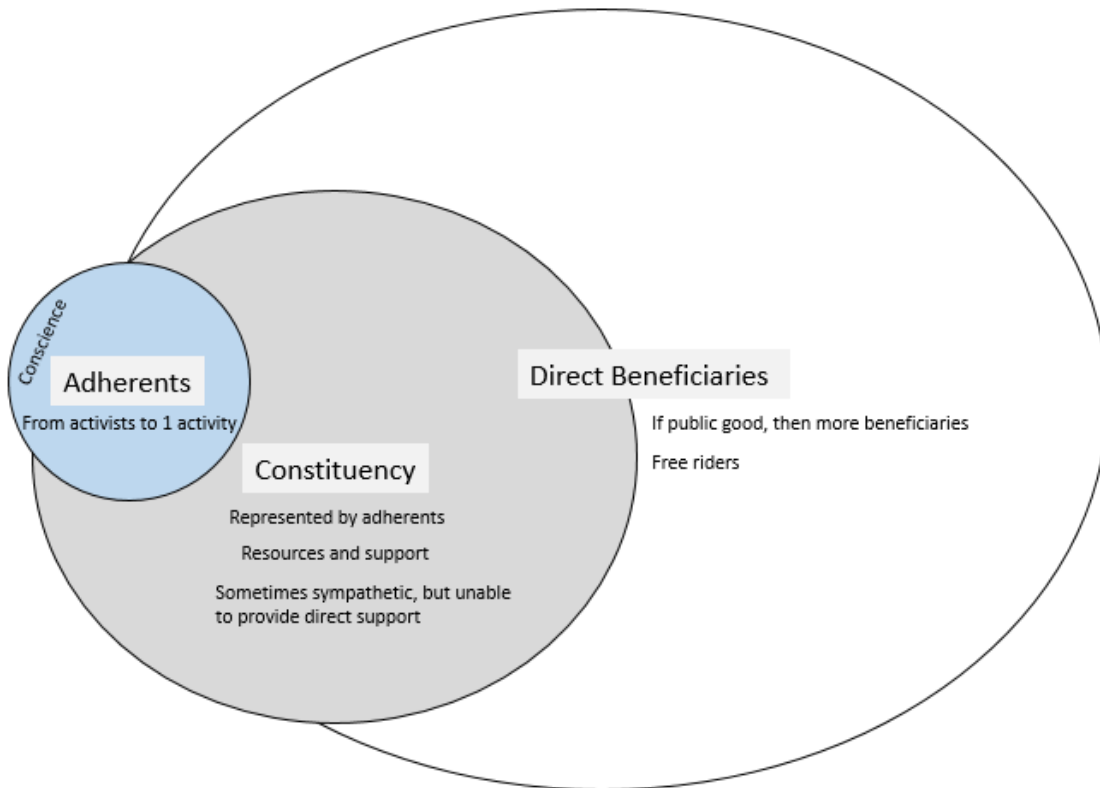 Conscience
Adherents
From activists to 1 activity
Constituency
Represented by adherents
Resources and support
Sometimes sympathetic, but unable
to provide direct support
Direct Beneficiaries
If public good, then more beneficiaries
Free riders